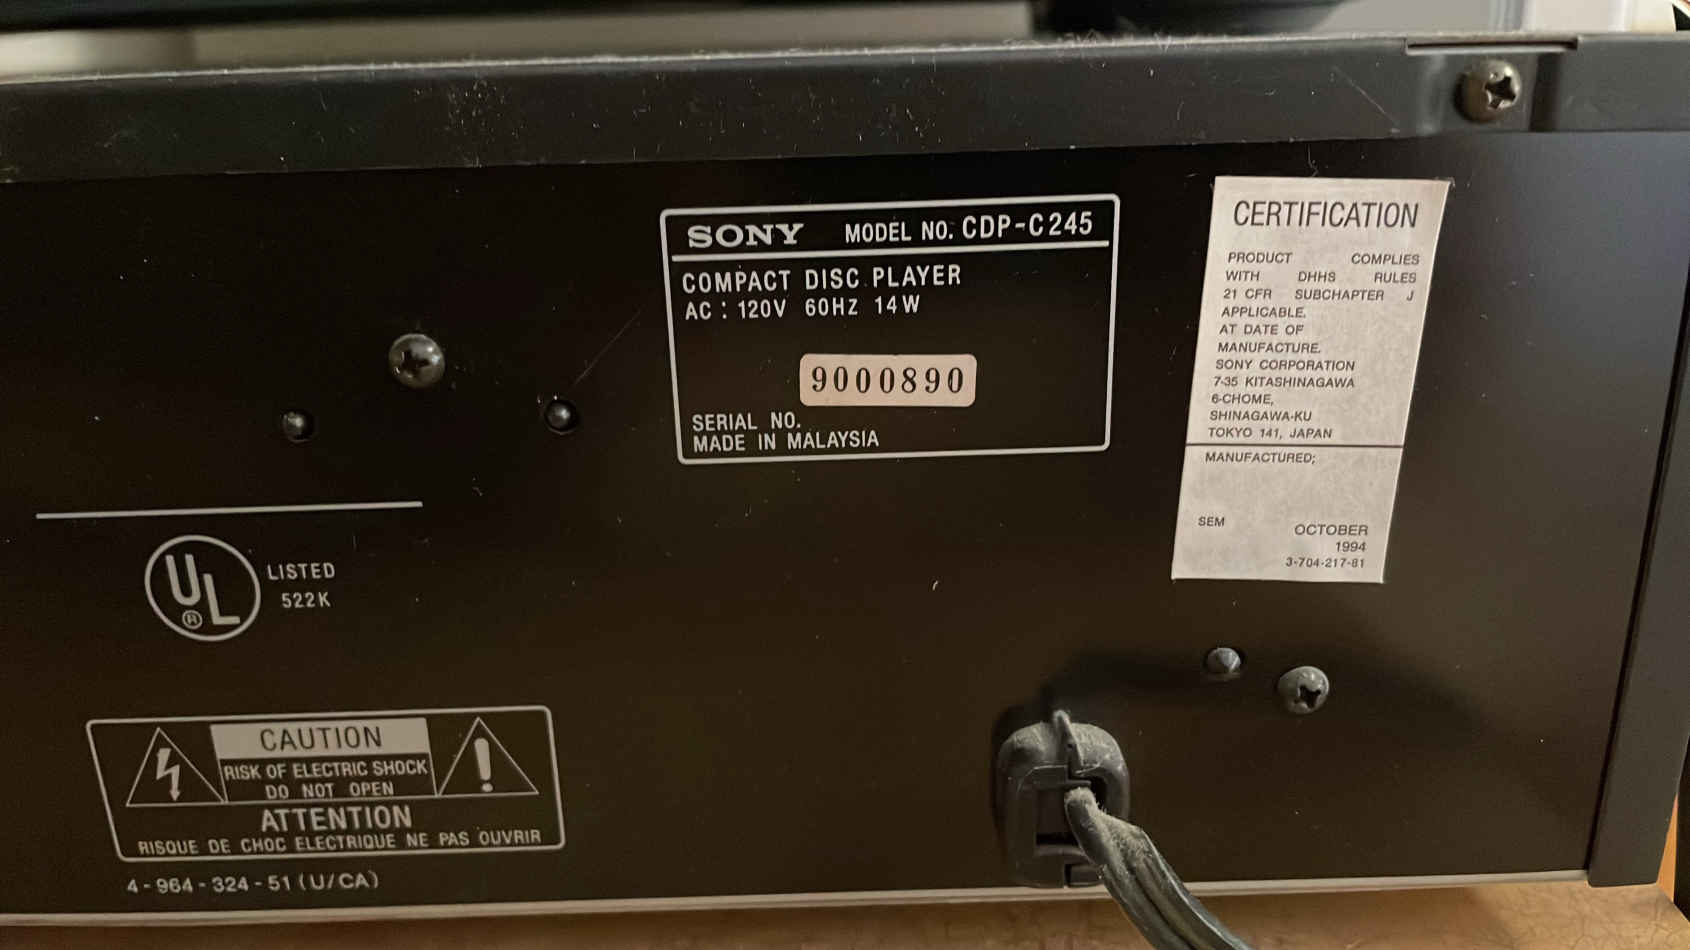 SONY MODEL NO. CDP-C245
COMPACT DISC PLAYER
AC : 120V 60HZ 14W
9000890
SERIAL NO.
MADE IN MALAYSIA
CERTIFICATION
PRODUCT COMPLIES
WITH DHHS RULES
21 CFR SUBCHAPTER J
APPLICABLE.
AT DATE OF
MANUFACTURE.
SONY CORPORATION
7-35 KITASHINAGAWA
6-CHOME,
SHINAGAWA-KU
TOKYO 141, JAPAN
MANUFACTURED;
SEM OCTOBER
1994
3-704-217-81
UL ® LISTED
522K
CAUTION
RISK OF ELECTRIC SHOCK
DO NOT OPEN
ATTENTION
RISQUE DE CHOC ELECTRIQUE NE PAS OUVRIR
4-964-324-51 (U/CA)